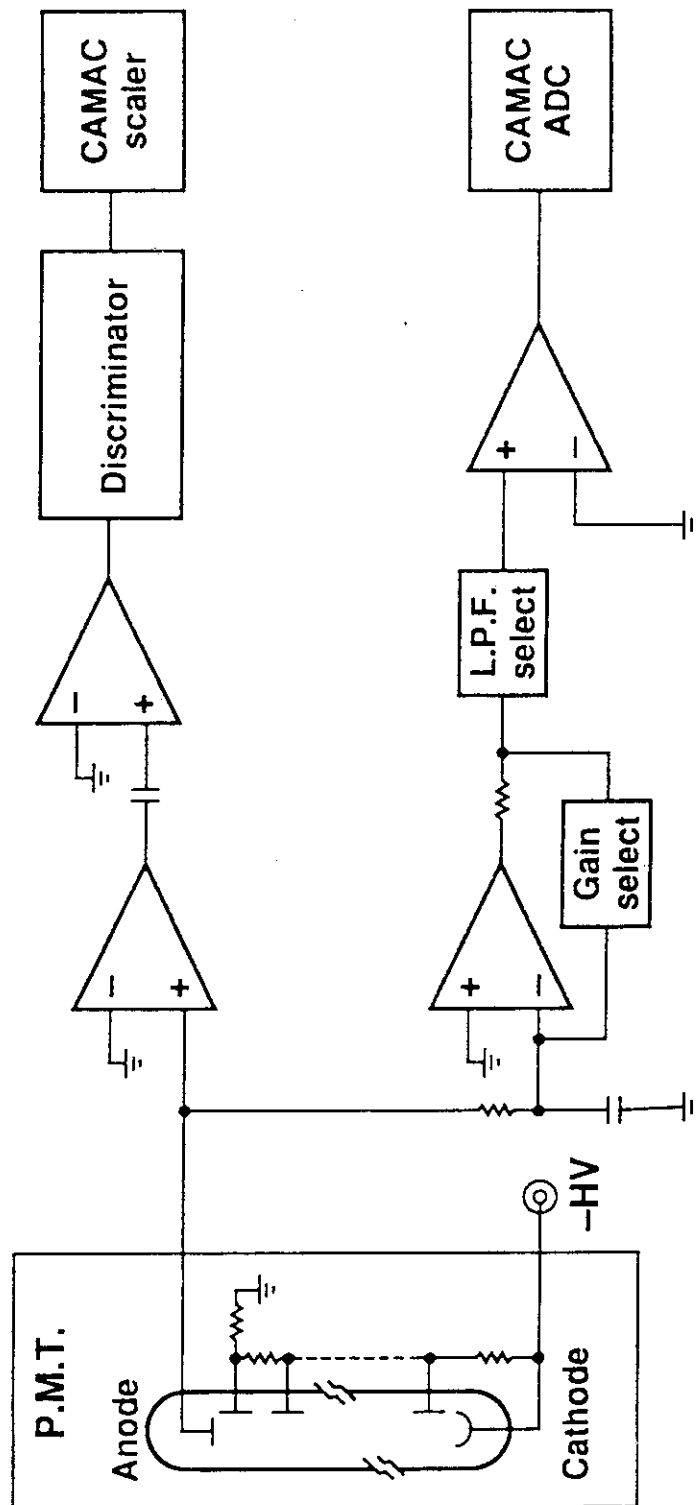 P.M.T.
Anode
Cathode
−HV
−
+
−
+
Discriminator
CAMAC
scaler
+
−
Gain
select
L.P.F.
select
+
−
CAMAC
ADC